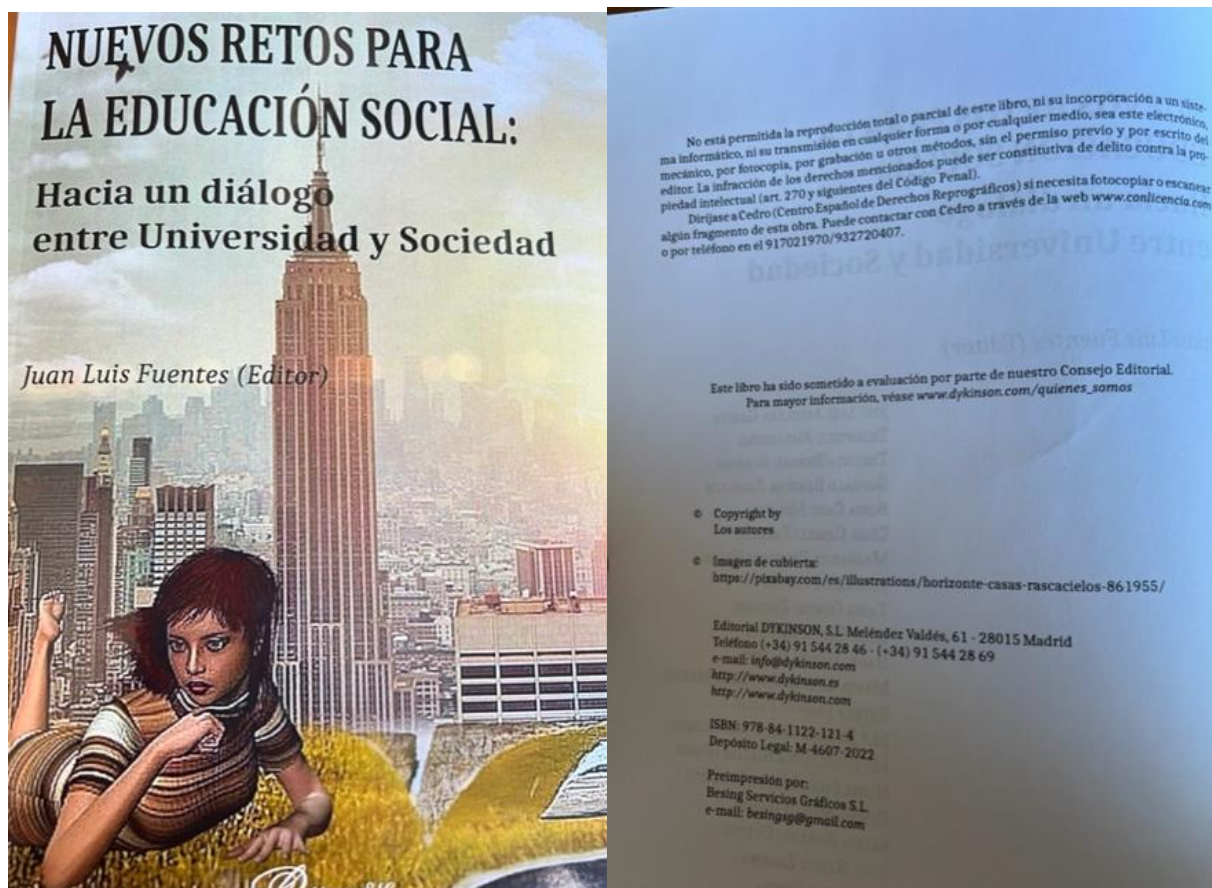 NUEVOS RETOS PARA
LA EDUCACIÓN SOCIAL:
Hacia un diálogo
entre Universidad y Sociedad
Juan Luis Fuentes (Editor)
No está permitida la reproducción total o parcial de este libro, ni su incorporación a un siste-
ma informático, ni su transmisión en cualquier forma o por cualquier medio, sea este electrónico,
mecánico, por fotocopia, por grabación u otros métodos, sin el permiso previo y por escrito del
editor. La infracción de los derechos mencionados puede ser constitutiva de delito contra la pro-
piedad intelectual (art. 270 y siguientes del Código Penal).
Diríjase a Cedro (Centro Español de Derechos Reprográficos) si necesita fotocopiar o escanear
algún fragmento de esta obra. Puede contactar con Cedro a través de la web www.conlicencia.com
o por teléfono en el 917021970/932720407.
Este libro ha sido sometido a evaluación por parte de nuestro Consejo Editorial.
Para mayor información, véase www.dykinson.com/quienes_somos
© Copyright by
Los autores
© Imagen de cubierta:
https://pixabay.com/es/illustrations/horizonte-casas-rascacielos-861955/
Editorial DYKINSON, S.L. Meléndez Valdés, 61 - 28015 Madrid
Teléfono (+34) 91 544 28 46 - (+34) 91 544 28 69
e-mail: info@dykinson.com
http://www.dykinson.es
http://www.dykinson.com
ISBN: 978-84-1122-121-4
Depósito Legal: M-4607-2022
Preimpresión por:
Besing Servicios Gráficos S.L.
e-mail: besingsg@gmail.com